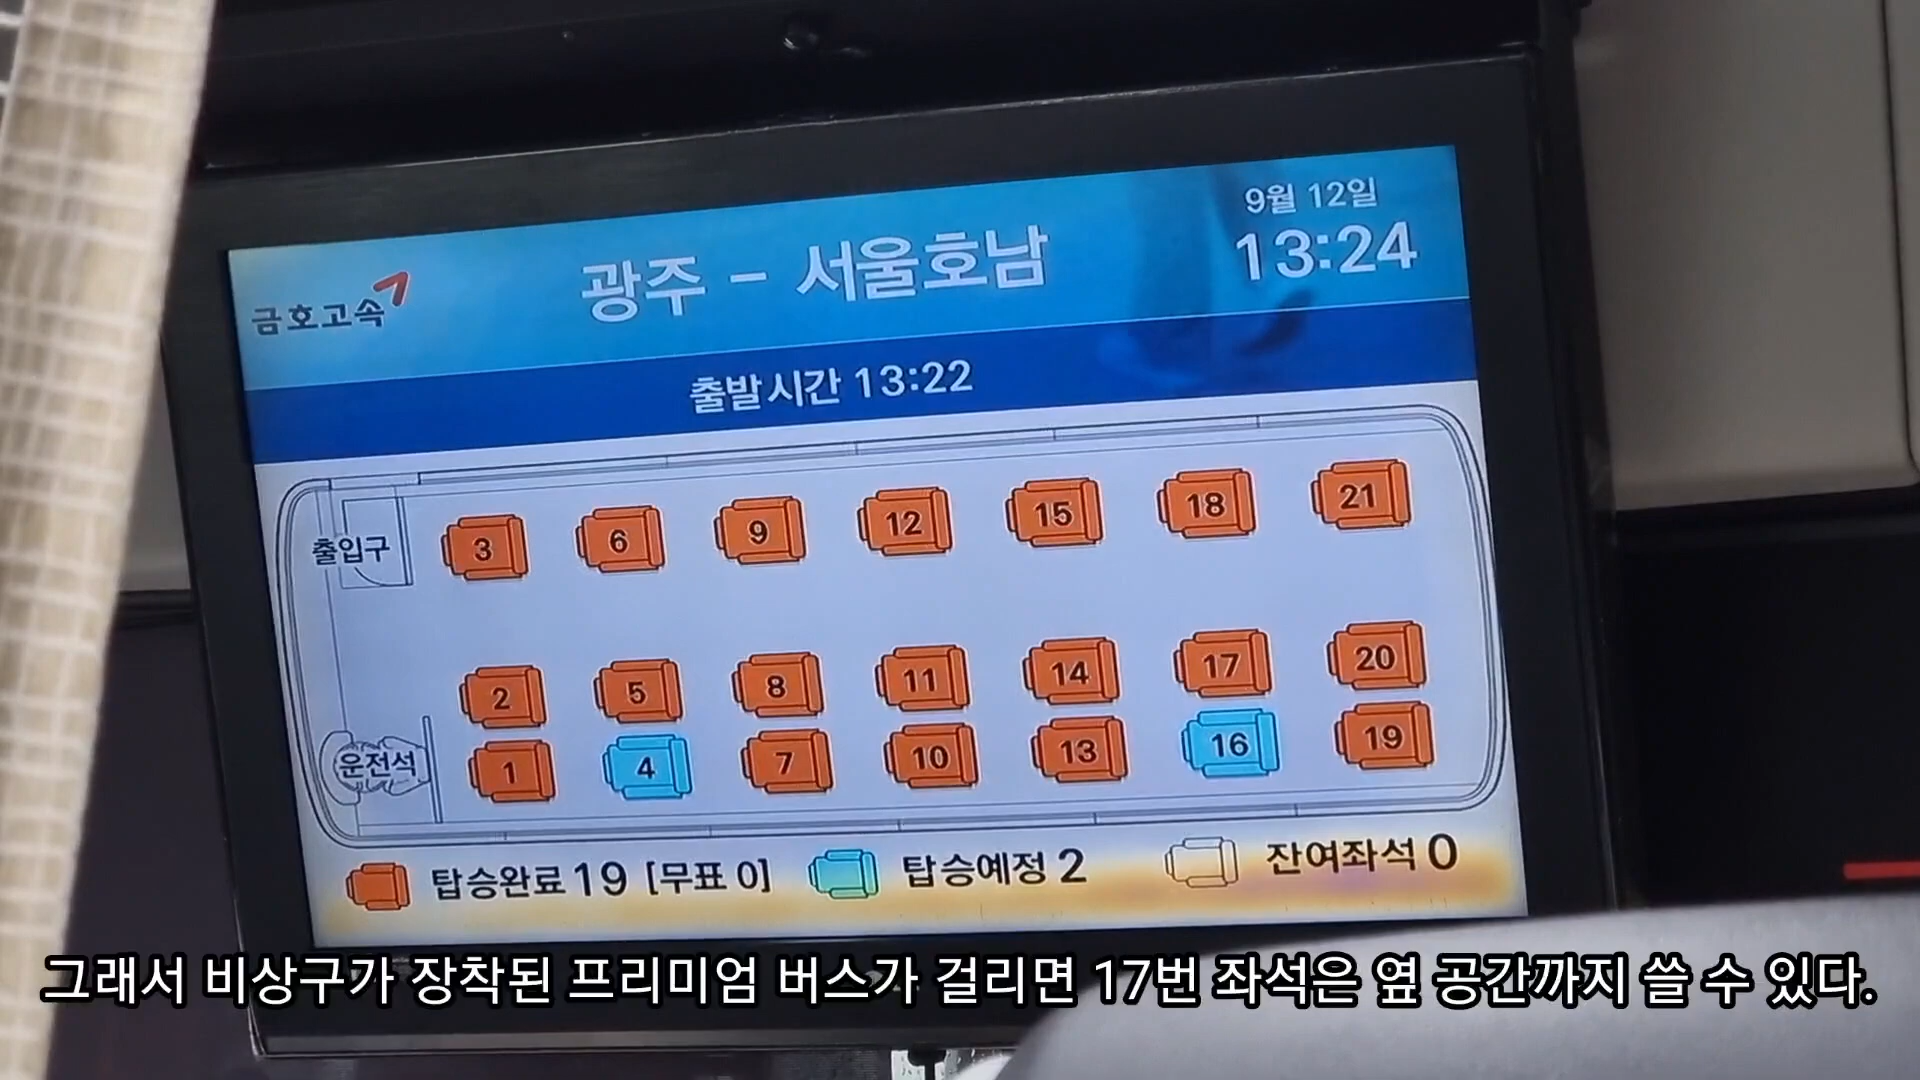 금호고속
광주 - 서울호남
9월 12일
13:24
출발시간 13:22
출입구
3 6 9 12 15 18 21
2 5 8 11 14 17 20
운전석
1 4 7 10 13 16 19
탑승완료 19 [무표 0] 탑승예정 2 잔여좌석 0
그래서 비상구가 장착된 프리미엄 버스가 걸리면 17번 좌석은 옆 공간까지 쓸 수 있다.